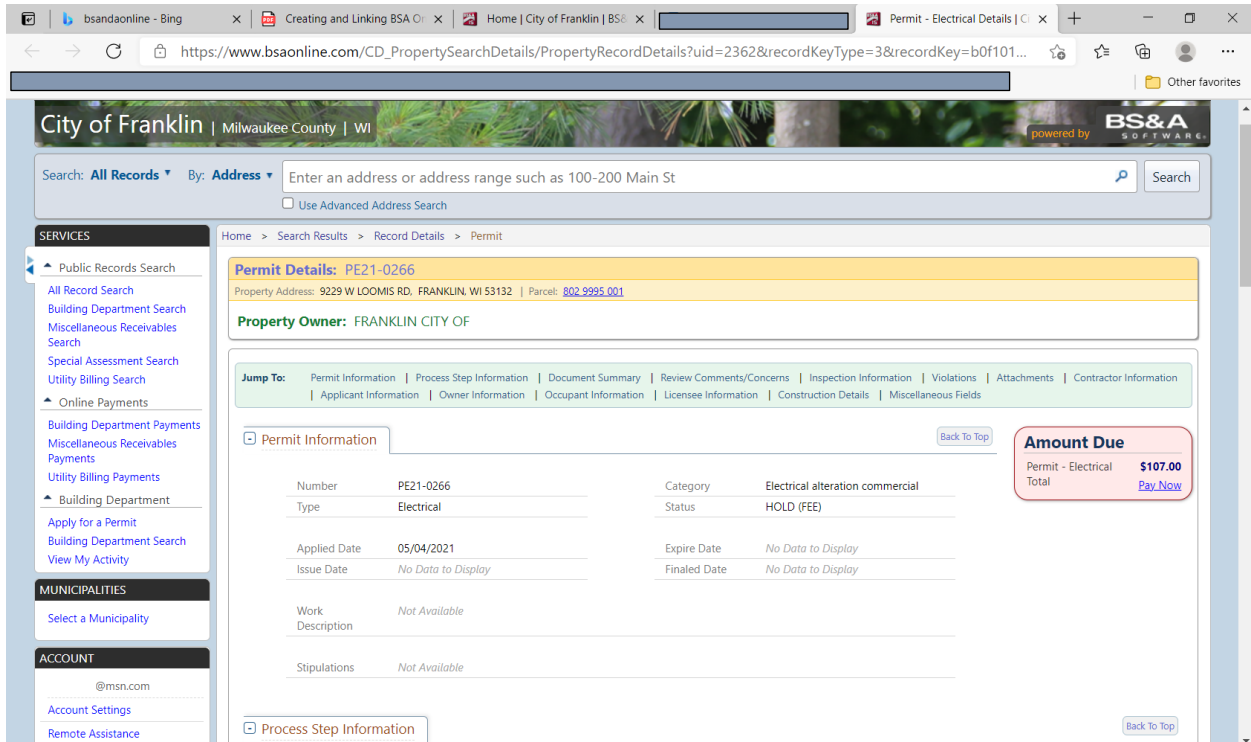 bsandaonline - Bing
Creating and Linking BSA On
Home | City of Franklin | BS&
Permit - Electrical Details | Ci
https://www.bsaonline.com/CD_PropertySearchDetails/PropertyRecordDetails?uid=2362&recordKeyType=3&recordKey=b0f101...
Other favorites
City of Franklin | Milwaukee County | WI
powered by BS&A SOFTWARE.
Search: All Records By: Address Enter an address or address range such as 100-200 Main St Search
Use Advanced Address Search
SERVICES
Public Records Search
All Record Search
Building Department Search
Miscellaneous Receivables
Search
Special Assessment Search
Utility Billing Search
Online Payments
Building Department Payments
Miscellaneous Receivables
Payments
Utility Billing Payments
Building Department
Apply for a Permit
Building Department Search
View My Activity
MUNICIPALITIES
Select a Municipality
ACCOUNT
@msn.com
Account Settings
Remote Assistance
Home > Search Results > Record Details > Permit
Permit Details: PE21-0266
Property Address: 9229 W LOOMIS RD, FRANKLIN, WI 53132 | Parcel: 802 9995 001
Property Owner: FRANKLIN CITY OF
Jump To: Permit Information | Process Step Information | Document Summary | Review Comments/Concerns | Inspection Information | Violations | Attachments | Contractor Information
| Applicant Information | Owner Information | Occupant Information | Licensee Information | Construction Details | Miscellaneous Fields
Permit Information
Back To Top
Number PE21-0266 Category Electrical alteration commercial
Type Electrical Status HOLD (FEE)
Applied Date 05/04/2021 Expire Date No Data to Display
Issue Date No Data to Display Finaled Date No Data to Display
Work Not Available
Description
Stipulations Not Available
Amount Due
Permit - Electrical $107.00
Total Pay Now
Process Step Information
Back To Top